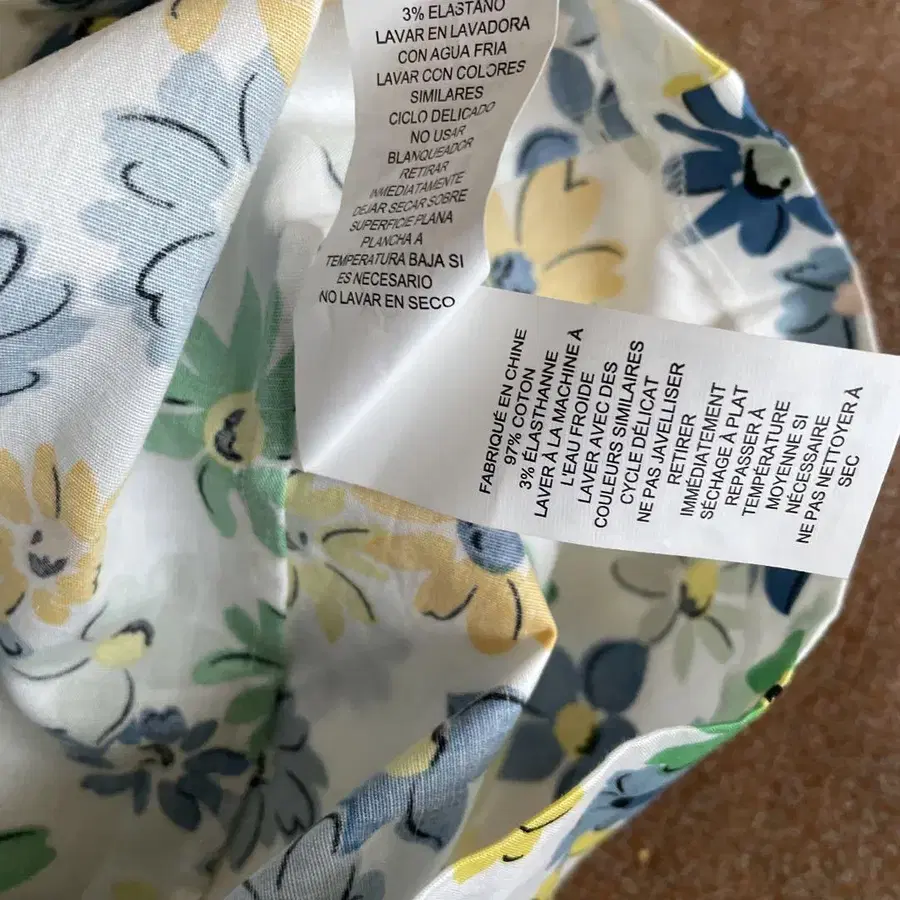 3% ELASTANO
LAVAR EN LAVADORA
CON AGUA FRIA
LAVAR CON COLORES
SIMILARES
CICLO DELICADO
NO USAR
BLANQUEADOR
RETIRAR
INMEDIATAMENTE
DEJAR SECAR SOBRE
SUPERFICIE PLANA
PLANCHA A
TEMPERATURA BAJA SI
ES NECESARIO
NO LAVAR EN SECO
FABRIQUÉ EN CHINE
97% COTON
3% ÉLASTHANNE
LAVER À LA MACHINE À
L'EAU FROIDE
LAVER AVEC DES
COULEURS SIMILAIRES
CYCLE DÉLICAT
NE PAS JAVELLISER
RETIRER
IMMÉDIATEMENT
SÉCHAGE À PLAT
REPASSER À
TEMPÉRATURE
MOYENNE SI
NÉCESSAIRE
NE PAS NETTOYER À
SEC